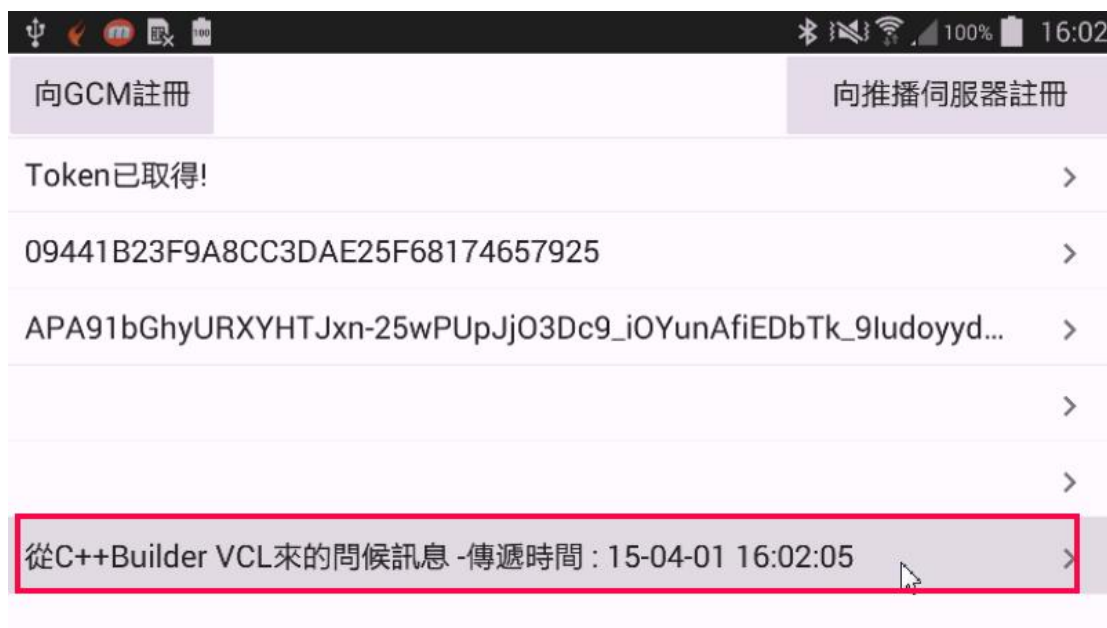 100% 16:02
向GCM註冊 向推播伺服器註冊
Token已取得!
09441B23F9A8CC3DAE25F68174657925
APA91bGhyURXYHTJxn-25wPUpJjO3Dc9_iOYunAfiEDbTk_9Iudoyyd...
從C++Builder VCL來的問候訊息 -傳遞時間 : 15-04-01 16:02:05